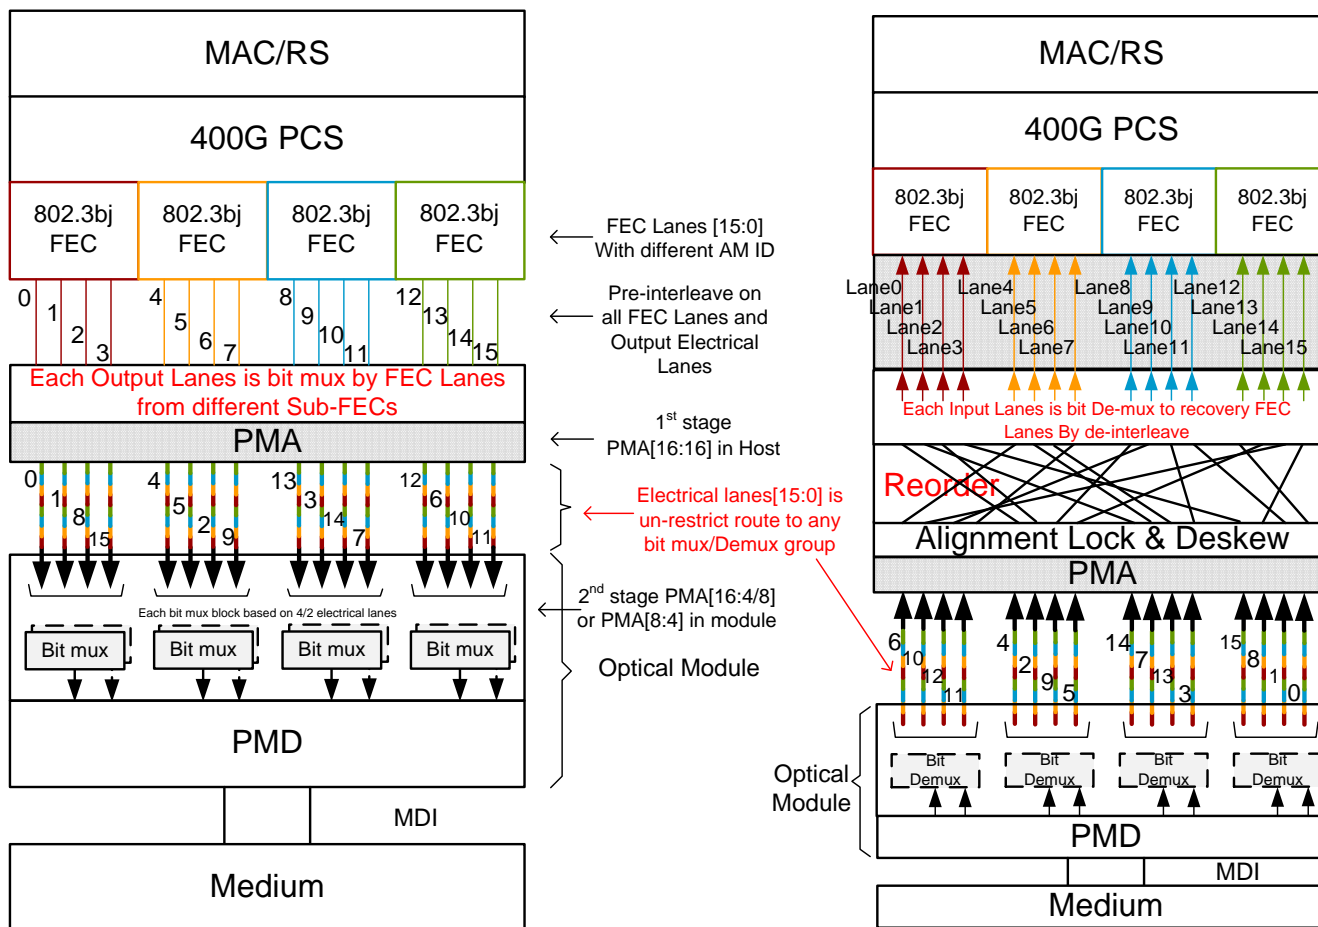 MAC/RS
400G PCS
802.3bj
FEC
802.3bj
FEC
802.3bj
FEC
802.3bj
FEC
0
1
2
3
4
5
6
7
8
9
10
11
12
13
14
15
Each Output Lanes is bit mux by FEC Lanes
from different Sub-FECs
PMA
0
1
8
15
4
5
2
9
13
3
14
7
12
6
10
11
Each bit mux block based on 4/2 electrical lanes
Bit mux
Bit mux
Bit mux
Bit mux
PMD
MDI
Medium
FEC Lanes [15:0]
With different AM ID
Pre-interleave on
all FEC Lanes and
Output Electrical
Lanes
1st stage
PMA[16:16] in Host
Electrical lanes[15:0] is
un-restrict route to any
bit mux/Demux group
2nd stage PMA[16:4/8]
or PMA[8:4] in module
Optical Module
MAC/RS
400G PCS
802.3bj
FEC
802.3bj
FEC
802.3bj
FEC
802.3bj
FEC
Lane0
Lane1
Lane2
Lane3
Lane4
Lane5
Lane6
Lane7
Lane8
Lane9
Lane10
Lane11
Lane12
Lane13
Lane14
Lane15
Each Input Lanes is bit De-mux to recovery FEC
Lanes By de-interleave
Reorder
Alignment Lock & Deskew
PMA
6
10
12
11
4
2
9
5
14
7
13
3
15
8
1
0
Bit
Demux
Bit
Demux
Bit
Demux
Bit
Demux
Optical
Module
PMD
MDI
Medium